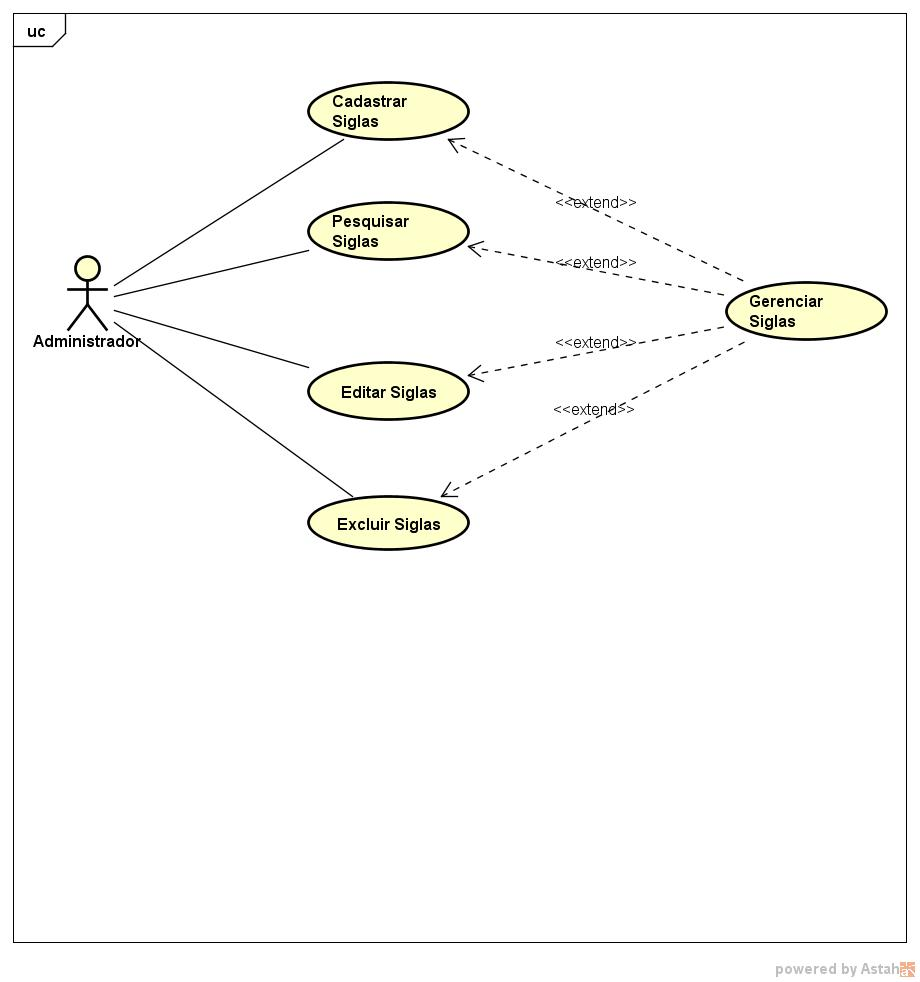 uc
Cadastrar
Siglas
<<extend>>
Pesquisar
Siglas
<<extend>>
Gerenciar
Siglas
Administrador
<<extend>>
Editar Siglas
<<extend>>
Excluir Siglas
powered by Astah